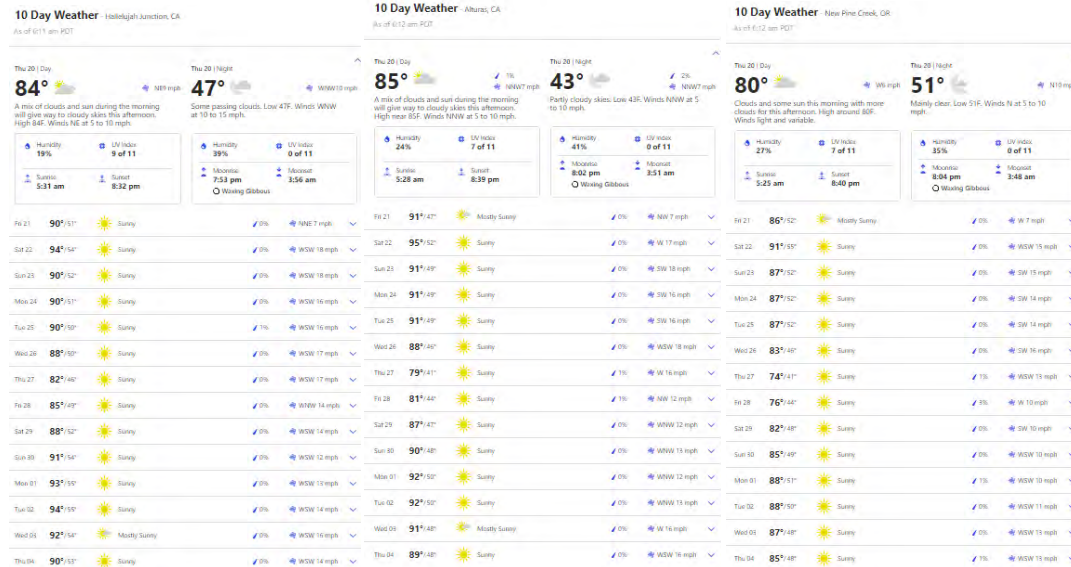 10 Day Weather - Hallelujah Junction, CA
As of 6:11 am PDT
Thu 20 | Day
84°
NE9 mph
A mix of clouds and sun during the morning
will give way to cloudy skies this afternoon.
High 84F. Winds NE at 5 to 10 mph.
Humidity
19%
UV Index
9 of 11
Sunrise
5:31 am
Sunset
8:32 pm
Thu 20 | Night
47°
WNW10 mph
Some passing clouds. Low 47F. Winds WNW
at 10 to 15 mph.
Humidity
39%
UV Index
0 of 11
Moonrise
7:53 pm
Moonset
3:56 am
Waxing Gibbous
Fri 21 90°/51° Sunny 0% NNE 7 mph
Sat 22 94°/54° Sunny 0% WSW 18 mph
Sun 23 90°/52° Sunny 0% WSW 18 mph
Mon 24 90°/51° Sunny 0% WSW 16 mph
Tue 25 90°/50° Sunny 1% WSW 16 mph
Wed 26 88°/50° Sunny 0% WSW 17 mph
Thu 27 82°/46° Sunny 0% WSW 17 mph
Fri 28 85°/49° Sunny 0% WNW 14 mph
Sat 29 88°/52° Sunny 0% WSW 14 mph
Sun 30 91°/54° Sunny 0% WSW 12 mph
Mon 01 93°/55° Sunny 0% WSW 13 mph
Tue 02 94°/55° Sunny 0% WSW 14 mph
Wed 03 92°/54° Mostly Sunny 0% WSW 16 mph
Thu 04 90°/53° Sunny 0% WSW 14 mph
10 Day Weather - Alturas, CA
As of 6:12 am PDT
Thu 20 | Day
85°
1%
NNW7 mph
A mix of clouds and sun during the morning
will give way to cloudy skies this afternoon.
High near 85F. Winds NNW at 5 to 10 mph.
Humidity
24%
UV Index
7 of 11
Sunrise
5:28 am
Sunset
8:39 pm
Thu 20 | Night
43°
2%
NNW7 mph
Partly cloudy skies. Low 43F. Winds NNW at 5
to 10 mph.
Humidity
41%
UV Index
0 of 11
Moonrise
8:02 pm
Moonset
3:51 am
Waxing Gibbous
Fri 21 91°/47° Mostly Sunny 0% NW 7 mph
Sat 22 95°/52° Sunny 0% W 17 mph
Sun 23 91°/49° Sunny 0% SW 18 mph
Mon 24 91°/49° Sunny 0% SW 16 mph
Tue 25 91°/49° Sunny 0% SW 16 mph
Wed 26 88°/46° Sunny 0% WSW 18 mph
Thu 27 79°/41° Sunny 1% W 16 mph
Fri 28 81°/44° Sunny 1% NW 12 mph
Sat 29 87°/47° Sunny 0% WNW 12 mph
Sun 30 90°/48° Sunny 0% WNW 13 mph
Mon 01 92°/50° Sunny 0% WNW 12 mph
Tue 02 92°/50° Sunny 0% WNW 13 mph
Wed 03 91°/48° Mostly Sunny 0% W 16 mph
Thu 04 89°/48° Sunny 0% WSW 16 mph
10 Day Weather - New Pine Creek, OR
As of 6:12 am PDT
Thu 20 | Day
80°
W6 mph
Clouds and some sun this morning with more
clouds for this afternoon. High around 80F.
Winds light and variable.
Humidity
27%
UV Index
7 of 11
Sunrise
5:25 am
Sunset
8:40 pm
Thu 20 | Night
51°
N10 mp
Mainly clear. Low 51F. Winds N at 5 to 10
mph.
Humidity
35%
UV Index
0 of 11
Moonrise
8:04 pm
Moonset
3:48 am
Waxing Gibbous
Fri 21 86°/52° Mostly Sunny 0% W 7 mph
Sat 22 91°/55° Sunny 0% WSW 15 mph
Sun 23 87°/52° Sunny 0% SW 15 mph
Mon 24 87°/52° Sunny 0% SW 14 mph
Tue 25 87°/52° Sunny 0% SW 14 mph
Wed 26 83°/46° Sunny 0% SW 16 mph
Thu 27 74°/41° Sunny 1% WSW 15 mph
Fri 28 76°/44° Sunny 3% W 10 mph
Sat 29 82°/48° Sunny 0% SW 10 mph
Sun 30 85°/49° Sunny 0% WSW 10 mph
Mon 01 88°/51° Sunny 1% WSW 10 mph
Tue 02 88°/50° Sunny 0% WSW 11 mph
Wed 03 87°/48° Sunny 0% WSW 13 mph
Thu 04 85°/48° Sunny 1% WSW 13 mph